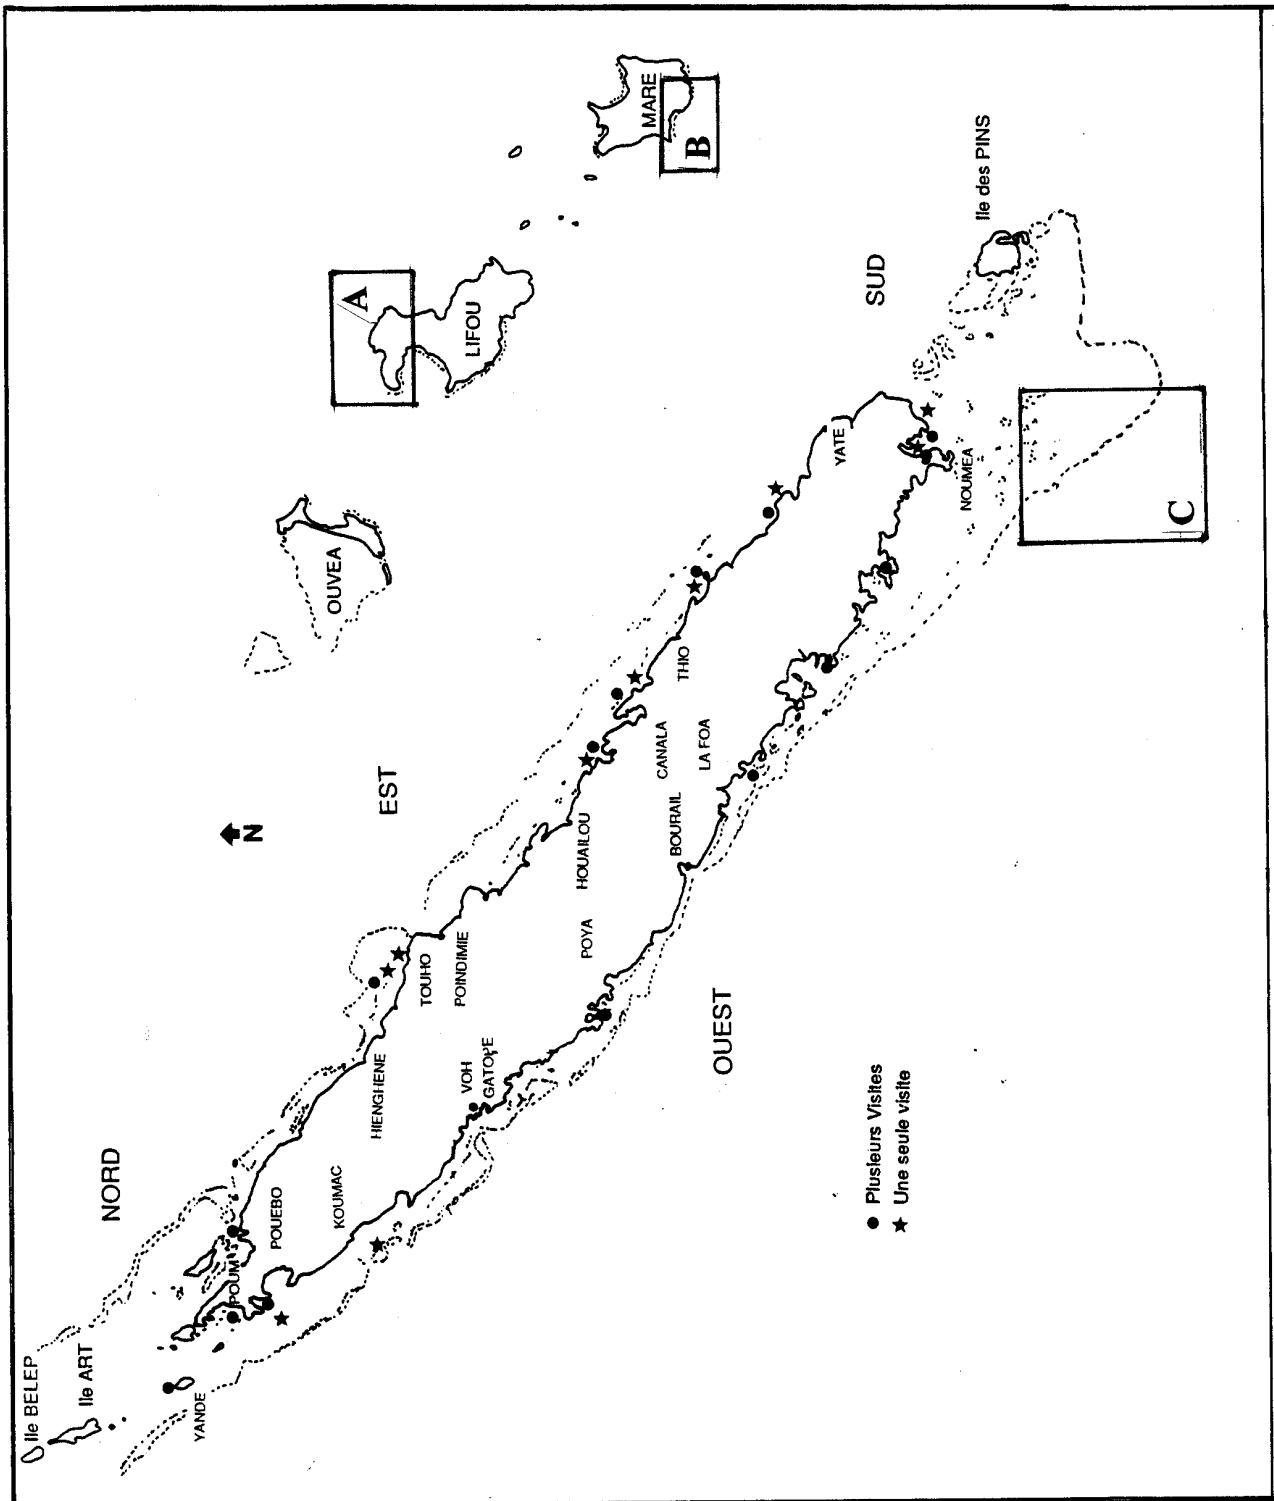 Ile BELEP
Ile ART
YANDE
NORD
POUM
POUEBO
KOUMAC
HIENGHENE
VOH
GATOPE
TOUHO
POINDIMIE
POYA
HOUAILOU
BOURAIL
CANALA
LA FOA
THIO
YATE
NOUMEA
EST
OUEST
SUD
N
OUVEA
LIFOU
MARE
Ile des PINS
A
B
C
Plusieurs Visites
Une seule visite